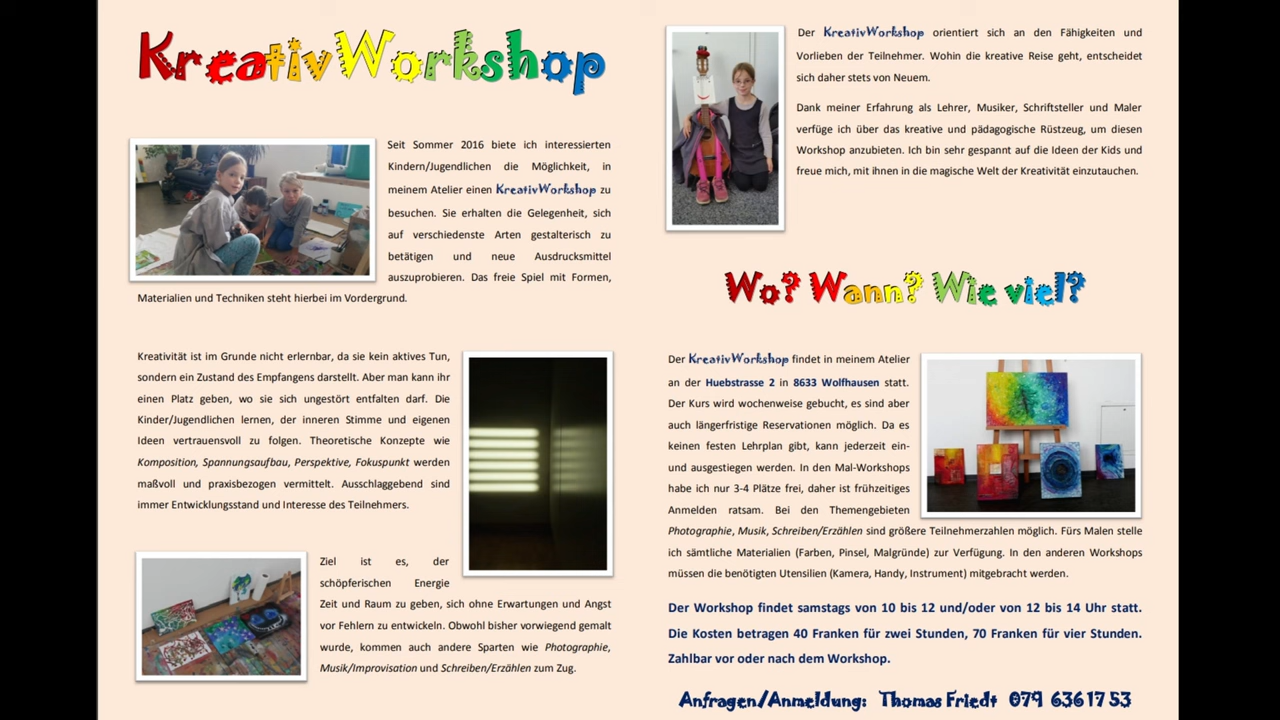 KreativWorkshop
Seit Sommer 2016 biete ich interessierten
Kindern/Jugendlichen die Möglichkeit, in
meinem Atelier einen KreativWorkshop zu
besuchen. Sie erhalten die Gelegenheit, sich
auf verschiedenste Arten gestalterisch zu
betätigen und neue Ausdrucksmittel
auszuprobieren. Das freie Spiel mit Formen,
Materialien und Techniken steht hierbei im Vordergrund.
Kreativität ist im Grunde nicht erlernbar, da sie kein aktives Tun,
sondern ein Zustand des Empfangens darstellt. Aber man kann ihr
einen Platz geben, wo sie sich ungestört entfalten darf. Die
Kinder/Jugendlichen lernen, der inneren Stimme und eigenen
Ideen vertrauensvoll zu folgen. Theoretische Konzepte wie
Komposition, Spannungsaufbau, Perspektive, Fokuspunkt werden
maßvoll und praxisbezogen vermittelt. Ausschlaggebend sind
immer Entwicklungsstand und Interesse des Teilnehmers.
Ziel ist es, der
schöpferischen Energie
Zeit und Raum zu geben, sich ohne Erwartungen und Angst
vor Fehlern zu entwickeln. Obwohl bisher vorwiegend gemalt
wurde, kommen auch andere Sparten wie Photographie,
Musik/Improvisation und Schreiben/Erzählen zum Zug.
Der KreativWorkshop orientiert sich an den Fähigkeiten und
Vorlieben der Teilnehmer. Wohin die kreative Reise geht, entscheidet
sich daher stets von Neuem.
Dank meiner Erfahrung als Lehrer, Musiker, Schriftsteller und Maler
verfüge ich über das kreative und pädagogische Rüstzeug, um diesen
Workshop anzubieten. Ich bin sehr gespannt auf die Ideen der Kids und
freue mich, mit ihnen in die magische Welt der Kreativität einzutauchen.
Wo? Wann? Wie viel?
Der KreativWorkshop findet in meinem Atelier
an der Huebstrasse 2 in 8633 Wolfhausen statt.
Der Kurs wird wochenweise gebucht, es sind aber
auch längerfristige Reservationen möglich. Da es
keinen festen Lehrplan gibt, kann jederzeit ein-
und ausgestiegen werden. In den Mal-Workshops
habe ich nur 3-4 Plätze frei, daher ist frühzeitiges
Anmelden ratsam. Bei den Themengebieten
Photographie, Musik, Schreiben/Erzählen sind größere Teilnehmerzahlen möglich. Fürs Malen stelle
ich sämtliche Materialien (Farben, Pinsel, Malgründe) zur Verfügung. In den anderen Workshops
müssen die benötigten Utensilien (Kamera, Handy, Instrument) mitgebracht werden.
Der Workshop findet samstags von 10 bis 12 und/oder von 12 bis 14 Uhr statt.
Die Kosten betragen 40 Franken für zwei Stunden, 70 Franken für vier Stunden.
Zahlbar vor oder nach dem Workshop.
Anfragen/Anmeldung: Thomas Friedt 079 636 17 53